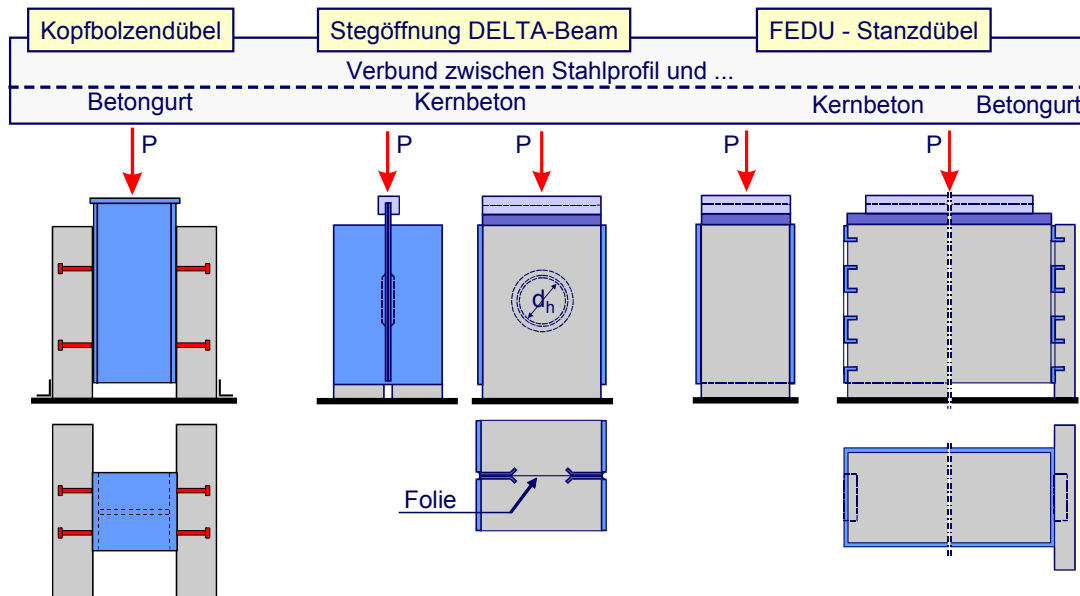 Kopfbolzendübel
Stegöffnung DELTA-Beam
FEDU - Stanzdübel
Verbund zwischen Stahlprofil und ...
Betongurt
Kernbeton
Kernbeton
Betongurt
P
P
P
P
P
dh
Folie